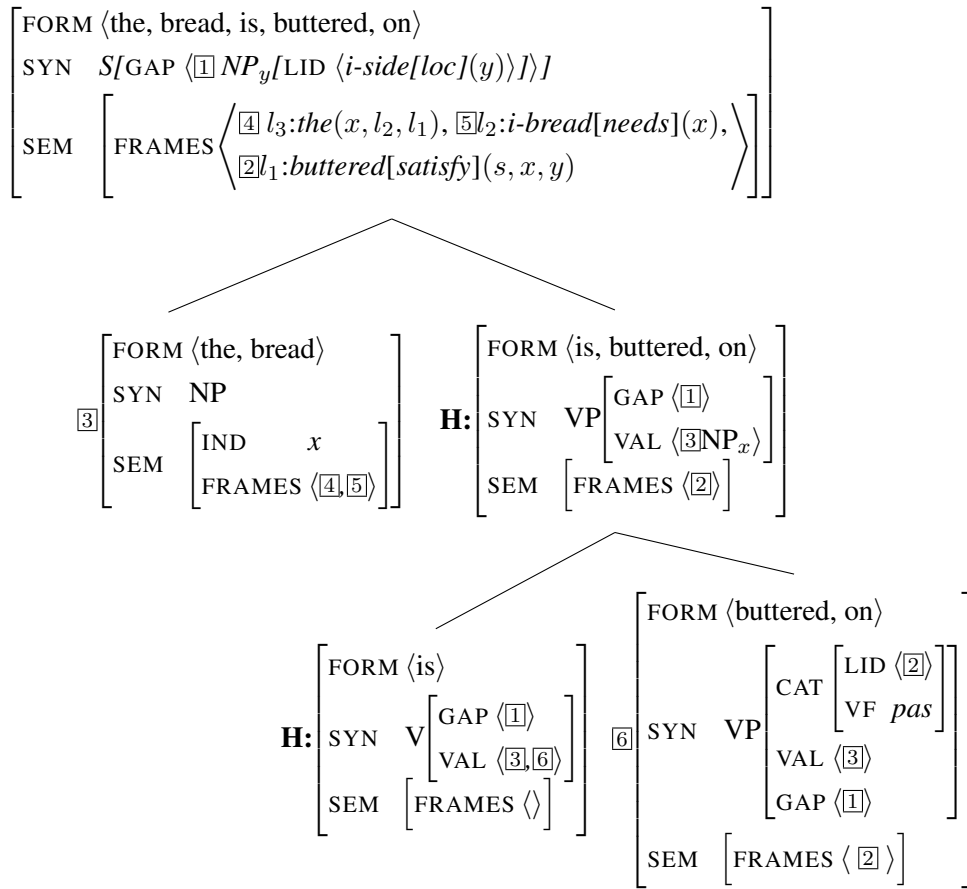 FORM ⟨the, bread, is, buttered, on⟩
SYN S[GAP ⟨[1] NP_y[LID ⟨i-side[loc](y)⟩]⟩]
SEM [FRAMES ⟨[4] l_3:the(x, l_2, l_1), [5]l_2:i-bread[needs](x),
[2]l_1:buttered[satisfy](s, x, y)⟩]
[3] FORM ⟨the, bread⟩
SYN NP
SEM [IND x
FRAMES ⟨[4],[5]⟩]
H: FORM ⟨is, buttered, on⟩
SYN VP[GAP ⟨[1]⟩
VAL ⟨[3]NP_x⟩]
SEM [FRAMES ⟨[2]⟩]
H: FORM ⟨is⟩
SYN V[GAP ⟨[1]⟩
VAL ⟨[3],[6]⟩]
SEM [FRAMES ⟨⟩]
[6] FORM ⟨buttered, on⟩
SYN VP[CAT [LID ⟨[2]⟩
VF pas]
VAL ⟨[3]⟩
GAP ⟨[1]⟩]
SEM [FRAMES ⟨ [2] ⟩]